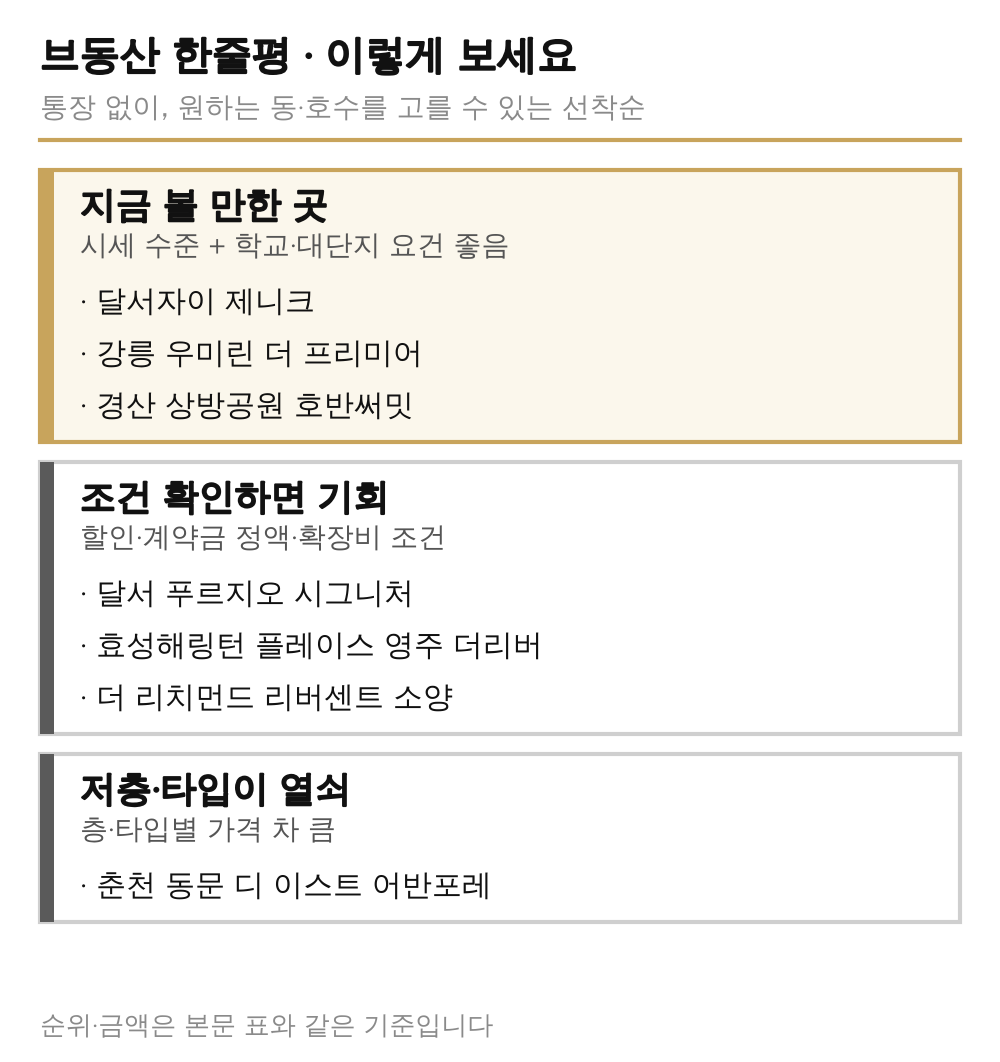 브동산 한줄평 · 이렇게 보세요
통장 없이, 원하는 동·호수를 고를 수 있는 선착순
지금 볼 만한 곳
시세 수준 + 학교·대단지 요건 좋음
· 달서자이 제니크
· 강릉 우미린 더 프리미어
· 경산 상방공원 호반써밋
조건 확인하면 기회
할인·계약금 정액·확장비 조건
· 달서 푸르지오 시그니처
· 효성해링턴 플레이스 영주 더리버
· 더 리치먼드 리버센트 소양
저층·타입이 열쇠
층·타입별 가격 차 큼
· 춘천 동문 디 이스트 어반포레
순위·금액은 본문 표와 같은 기준입니다